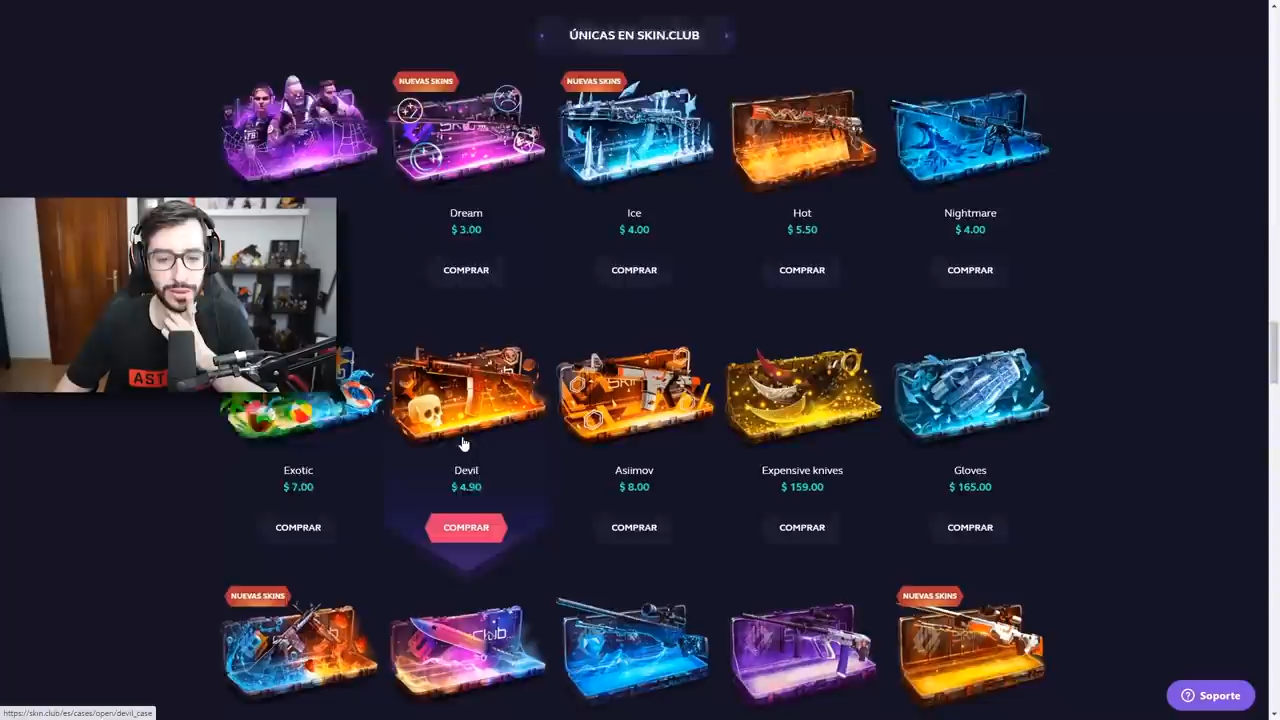 ÚNICAS EN SKIN.CLUB
NUEVAS SKINS
NUEVAS SKINS
Dream
Ice
Hot
Nightmare
$ 3.00
$ 4.00
$ 5.50
$ 4.00
COMPRAR
COMPRAR
COMPRAR
COMPRAR
AST
Exotic
Devil
Asiimov
Expensive knives
Gloves
$ 7.00
$ 4.90
$ 8.00
$ 159.00
$ 165.00
COMPRAR
COMPRAR
COMPRAR
COMPRAR
COMPRAR
NUEVAS SKINS
NUEVAS SKINS
Soporte
https://skin.club/es/cases/open/devil_case